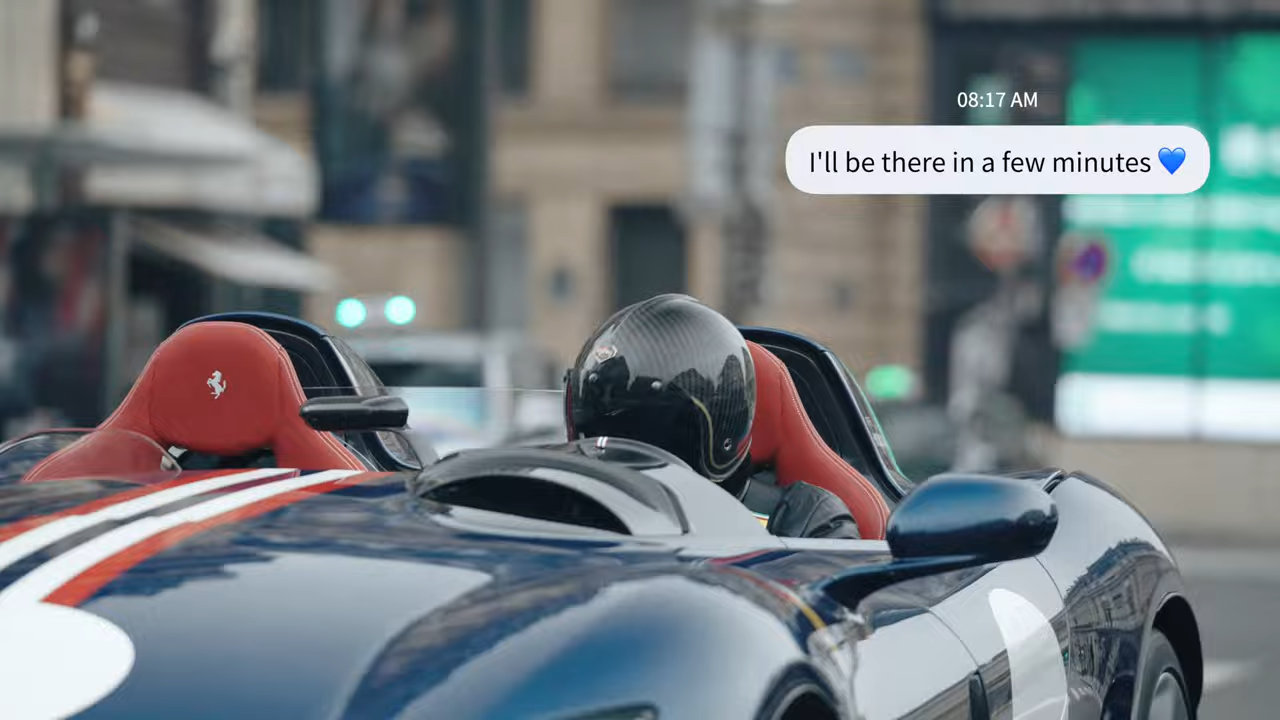 08:17 AM
I'll be there in a few minutes 💙